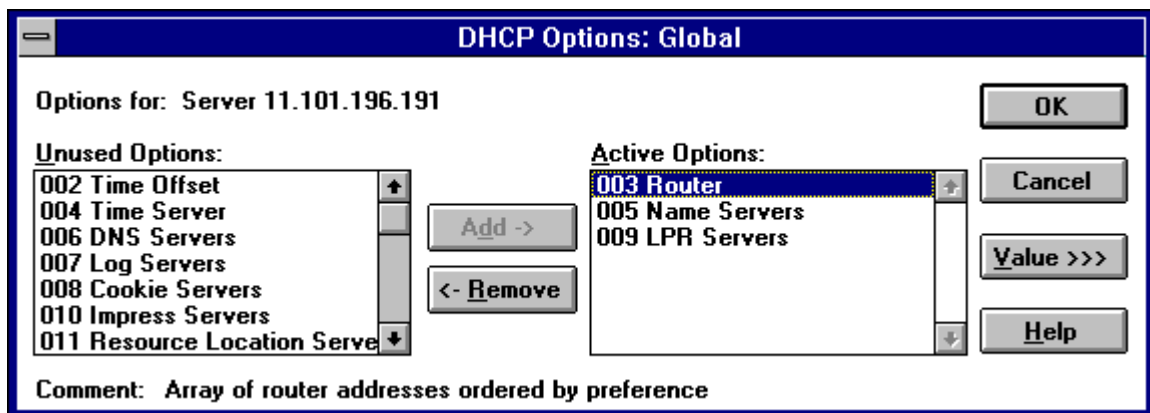 DHCP Options: Global
Options for: Server 11.101.196.191
OK
Unused Options:
002 Time Offset
004 Time Server
006 DNS Servers
007 Log Servers
008 Cookie Servers
010 Impress Servers
011 Resource Location Serve
Add ->
<- Remove
Active Options:
003 Router
005 Name Servers
009 LPR Servers
Cancel
Value >>>
Help
Comment: Array of router addresses ordered by preference